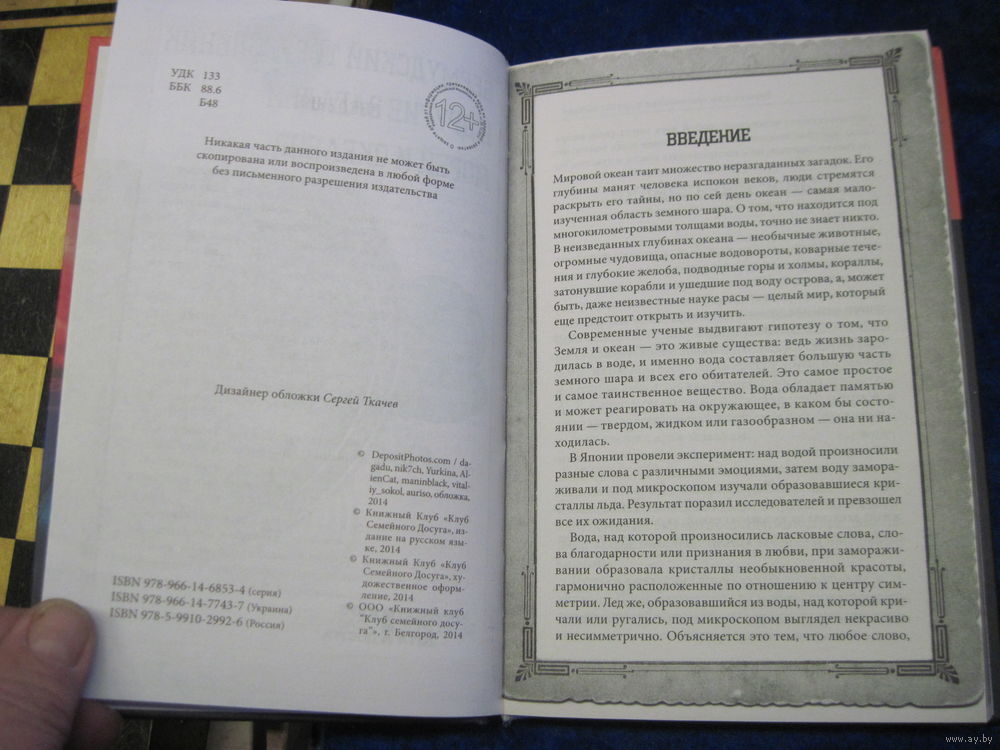 УДК 133
ББК 88.6
Б48
12+
Никакая часть данного издания не может быть
скопирована или воспроизведена в любой форме
без письменного разрешения издательства
Дизайнер обложки Сергей Ткачев
© DepositPhotos.com / da-
gadu, nik7ch, Yurkina, Al-
ienCat, maninblack, vital-
iy_sokol, auriso, обложка,
2014
© Книжный Клуб «Клуб
Семейного Досуга», из-
дание на русском язы-
ке, 2014
© Книжный Клуб «Клуб
Семейного Досуга», ху-
дожественное оформ-
ление, 2014
© ООО «Книжный клуб
"Клуб семейного досу-
га"», г. Белгород, 2014
ISBN 978-966-14-6853-4 (серия)
ISBN 978-966-14-7743-7 (Украина)
ISBN 978-5-9910-2992-6 (Россия)
ВВЕДЕНИЕ
Мировой океан таит множество неразгаданных загадок. Его
глубины манят человека испокон веков, люди стремятся
раскрыть его тайны, но по сей день океан — самая мало-
изученная область земного шара. О том, что находится под
многокилометровыми толщами воды, точно не знает никто.
В неизведанных глубинах океана — необычные животные,
огромные чудовища, опасные водовороты, коварные тече-
ния и глубокие желоба, подводные горы и холмы, кораллы,
затонувшие корабли и ушедшие под воду острова, а, может
быть, даже неизвестные науке расы — целый мир, который
еще предстоит открыть и изучить.
Современные ученые выдвигают гипотезу о том, что
Земля и океан — это живые существа: ведь жизнь заро-
дилась в воде, и именно вода составляет большую часть
земного шара и всех его обитателей. Это самое простое
и самое таинственное вещество. Вода обладает памятью
и может реагировать на окружающее, в каком бы состо-
янии — твердом, жидком или газообразном — она ни на-
ходилась.
В Японии провели эксперимент: над водой произносили
разные слова с различными эмоциями, затем воду замора-
живали и под микроскопом изучали образовавшиеся кри-
сталлы льда. Результат поразил исследователей и превзошел
все их ожидания.
Вода, над которой произносились ласковые слова, сло-
ва благодарности или признания в любви, при заморажи-
вании образовала кристаллы необыкновенной красоты,
гармонично расположенные по отношению к центру сим-
метрии. Лед же, образовавшийся из воды, над которой кри-
чали или ругались, под микроскопом выглядел некрасиво
и несимметрично. Объясняется это тем, что любое слово,
www.ay.by